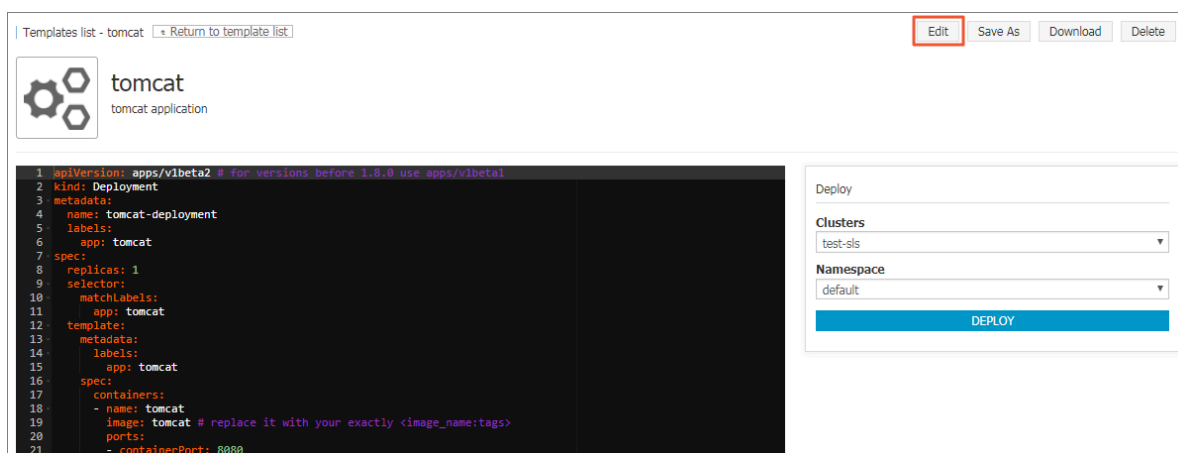 Templates list - tomcat Return to template list Edit Save As Download Delete
tomcat
tomcat application
1 apiVersion: apps/v1beta2 # for versions before 1.8.0 use apps/v1beta1
2 kind: Deployment
3 metadata:
4 name: tomcat-deployment
5 labels:
6 app: tomcat
7 spec:
8 replicas: 1
9 selector:
10 matchLabels:
11 app: tomcat
12 template:
13 metadata:
14 labels:
15 app: tomcat
16 spec:
17 containers:
18 - name: tomcat
19 image: tomcat # replace it with your exactly <image_name:tags>
20 ports:
21 - containerPort: 8080
Deploy
Clusters
test-sls
Namespace
default
DEPLOY